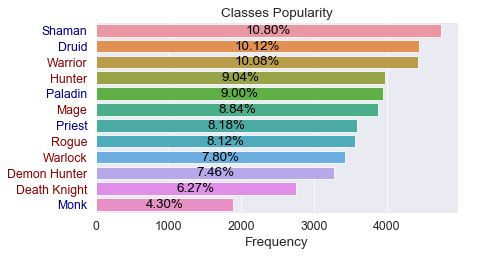 Classes Popularity
Shaman 10.80%
Druid 10.12%
Warrior 10.08%
Hunter 9.04%
Paladin 9.00%
Mage 8.84%
Priest 8.18%
Rogue 8.12%
Warlock 7.80%
Demon Hunter 7.46%
Death Knight 6.27%
Monk 4.30%
0 1000 2000 3000 4000
Frequency